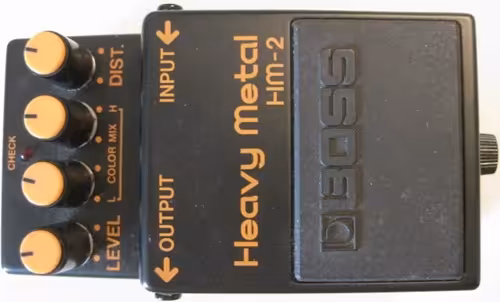 CHECK
LEVEL
L COLOR MIX H
DIST.
OUTPUT
INPUT
Heavy Metal
HM-2
BOSS